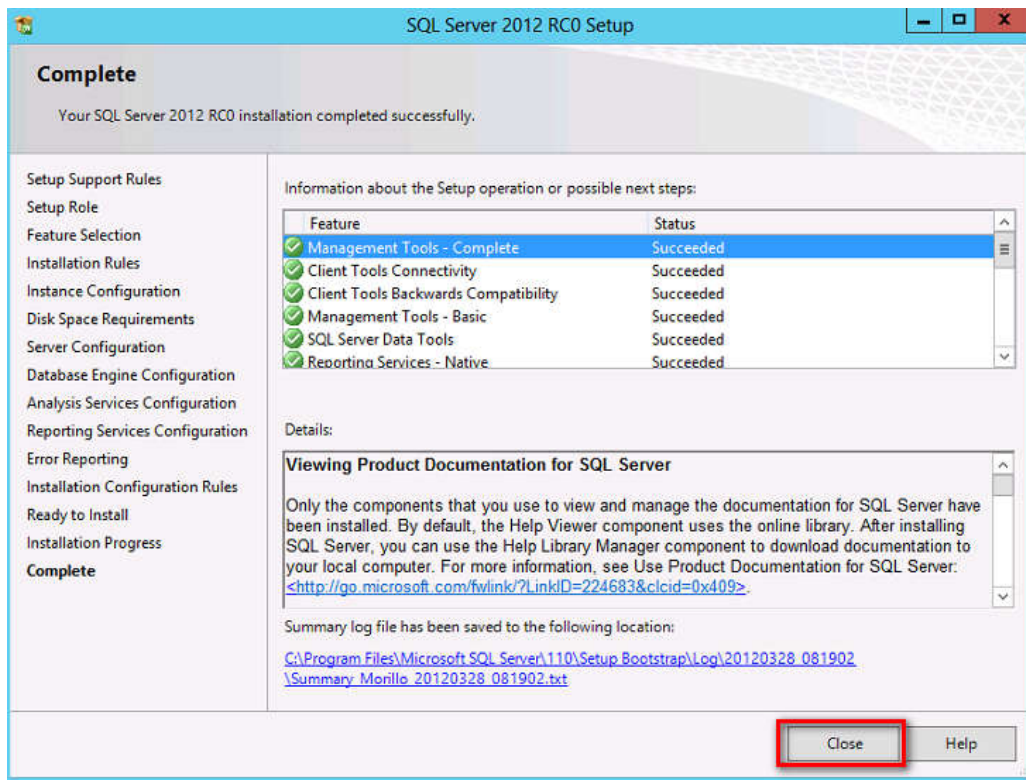 SQL Server 2012 RC0 Setup
Complete
Your SQL Server 2012 RC0 installation completed successfully.
Setup Support Rules
Setup Role
Feature Selection
Installation Rules
Instance Configuration
Disk Space Requirements
Server Configuration
Database Engine Configuration
Analysis Services Configuration
Reporting Services Configuration
Error Reporting
Installation Configuration Rules
Ready to Install
Installation Progress
Complete
Information about the Setup operation or possible next steps:
Feature Status
Management Tools - Complete Succeeded
Client Tools Connectivity Succeeded
Client Tools Backwards Compatibility Succeeded
Management Tools - Basic Succeeded
SQL Server Data Tools Succeeded
Reporting Services - Native Succeeded
Details:
Viewing Product Documentation for SQL Server
Only the components that you use to view and manage the documentation for SQL Server have
been installed. By default, the Help Viewer component uses the online library. After installing
SQL Server, you can use the Help Library Manager component to download documentation to
your local computer. For more information, see Use Product Documentation for SQL Server:
<http://go.microsoft.com/fwlink/?LinkID=224683&clcid=0x409>.
Summary log file has been saved to the following location:
C:\Program Files\Microsoft SQL Server\110\Setup Bootstrap\Log\20120328_081902
\Summary_Morillo_20120328_081902.txt
Close Help